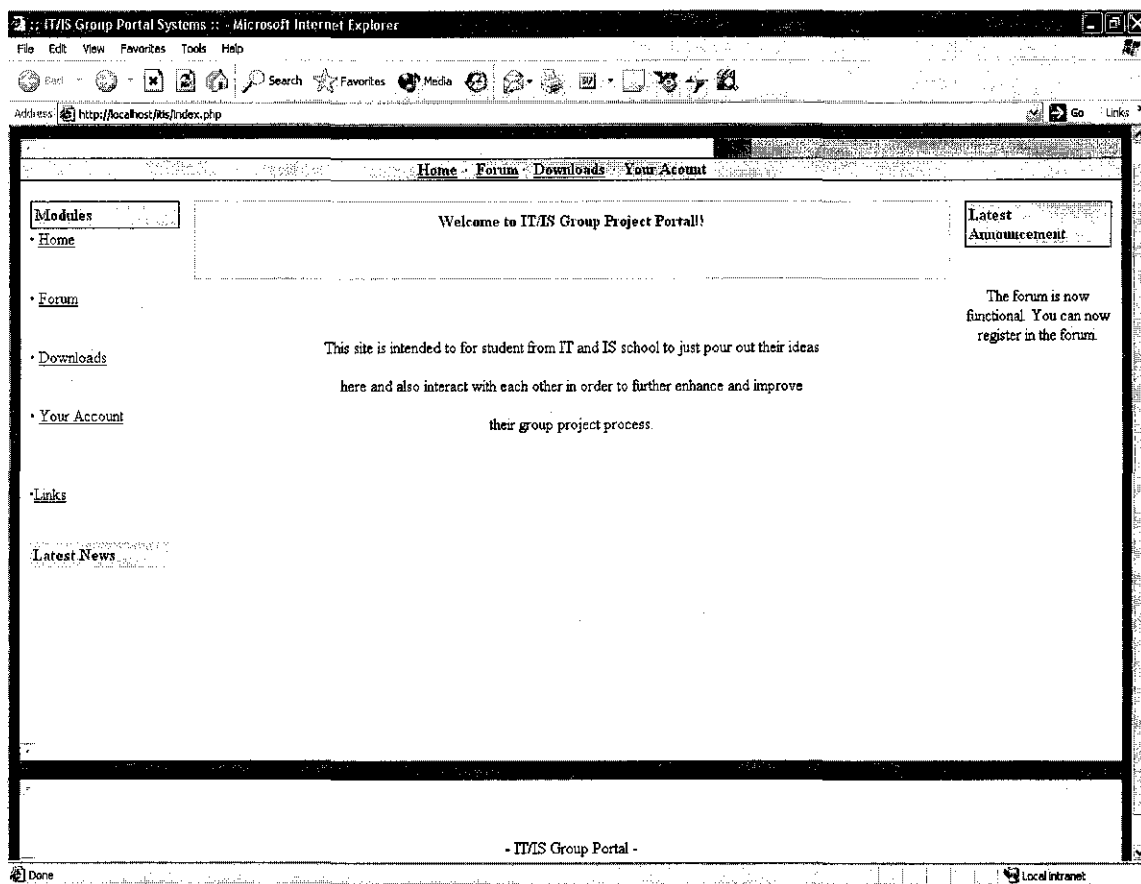 :: IT/IS Group Portal Systems :: - Microsoft Internet Explorer
File Edit View Favorites Tools Help
Back Search Favorites Media
Address http://localhost/itis/index.php Go Links
Home - Forum - Downloads - Your Acount
Modules
· Home
· Forum
· Downloads
· Your Account
·Links
Latest News
Welcome to IT/IS Group Project Portal!!
This site is intended to for student from IT and IS school to just pour out their ideas
here and also interact with each other in order to further enhance and improve
their group project process.
Latest
Announcement
The forum is now
functional. You can now
register in the forum.
- IT/IS Group Portal -
Done Local intranet